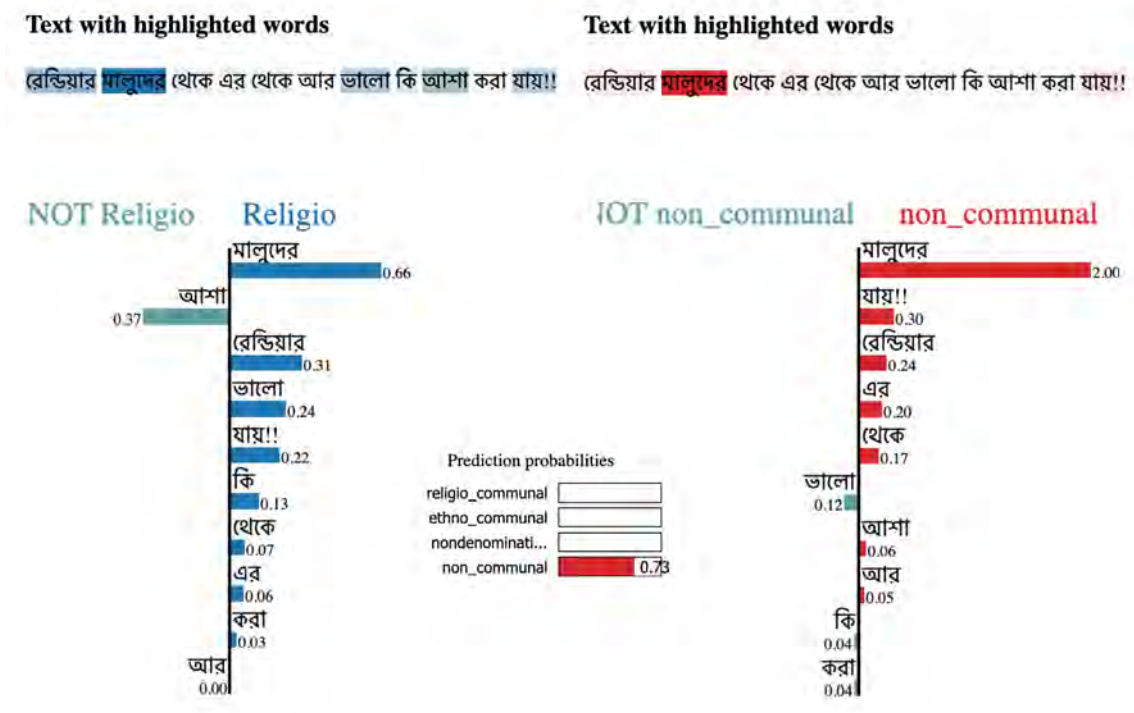 Text with highlighted words
রেন্ডিয়ার মালুদের থেকে এর থেকে আর ভালো কি আশা করা যায়!!
NOT Religio Religio
মালুদের
0.66
আশা
0.37
রেন্ডিয়ার
0.31
ভালো
0.24
যায়!!
0.22
কি
0.13
থেকে
0.07
এর
0.06
করা
0.03
আর
0.00
Prediction probabilities
religio_communal
ethno_communal
nondenominati...
non_communal 0.73
Text with highlighted words
রেন্ডিয়ার মালুদের থেকে এর থেকে আর ভালো কি আশা করা যায়!!
IOT non_communal non_communal
মালুদের
2.00
যায়!!
0.30
রেন্ডিয়ার
0.24
এর
0.20
থেকে
0.17
ভালো
0.12
আশা
0.06
আর
0.05
কি
0.04
করা
0.04